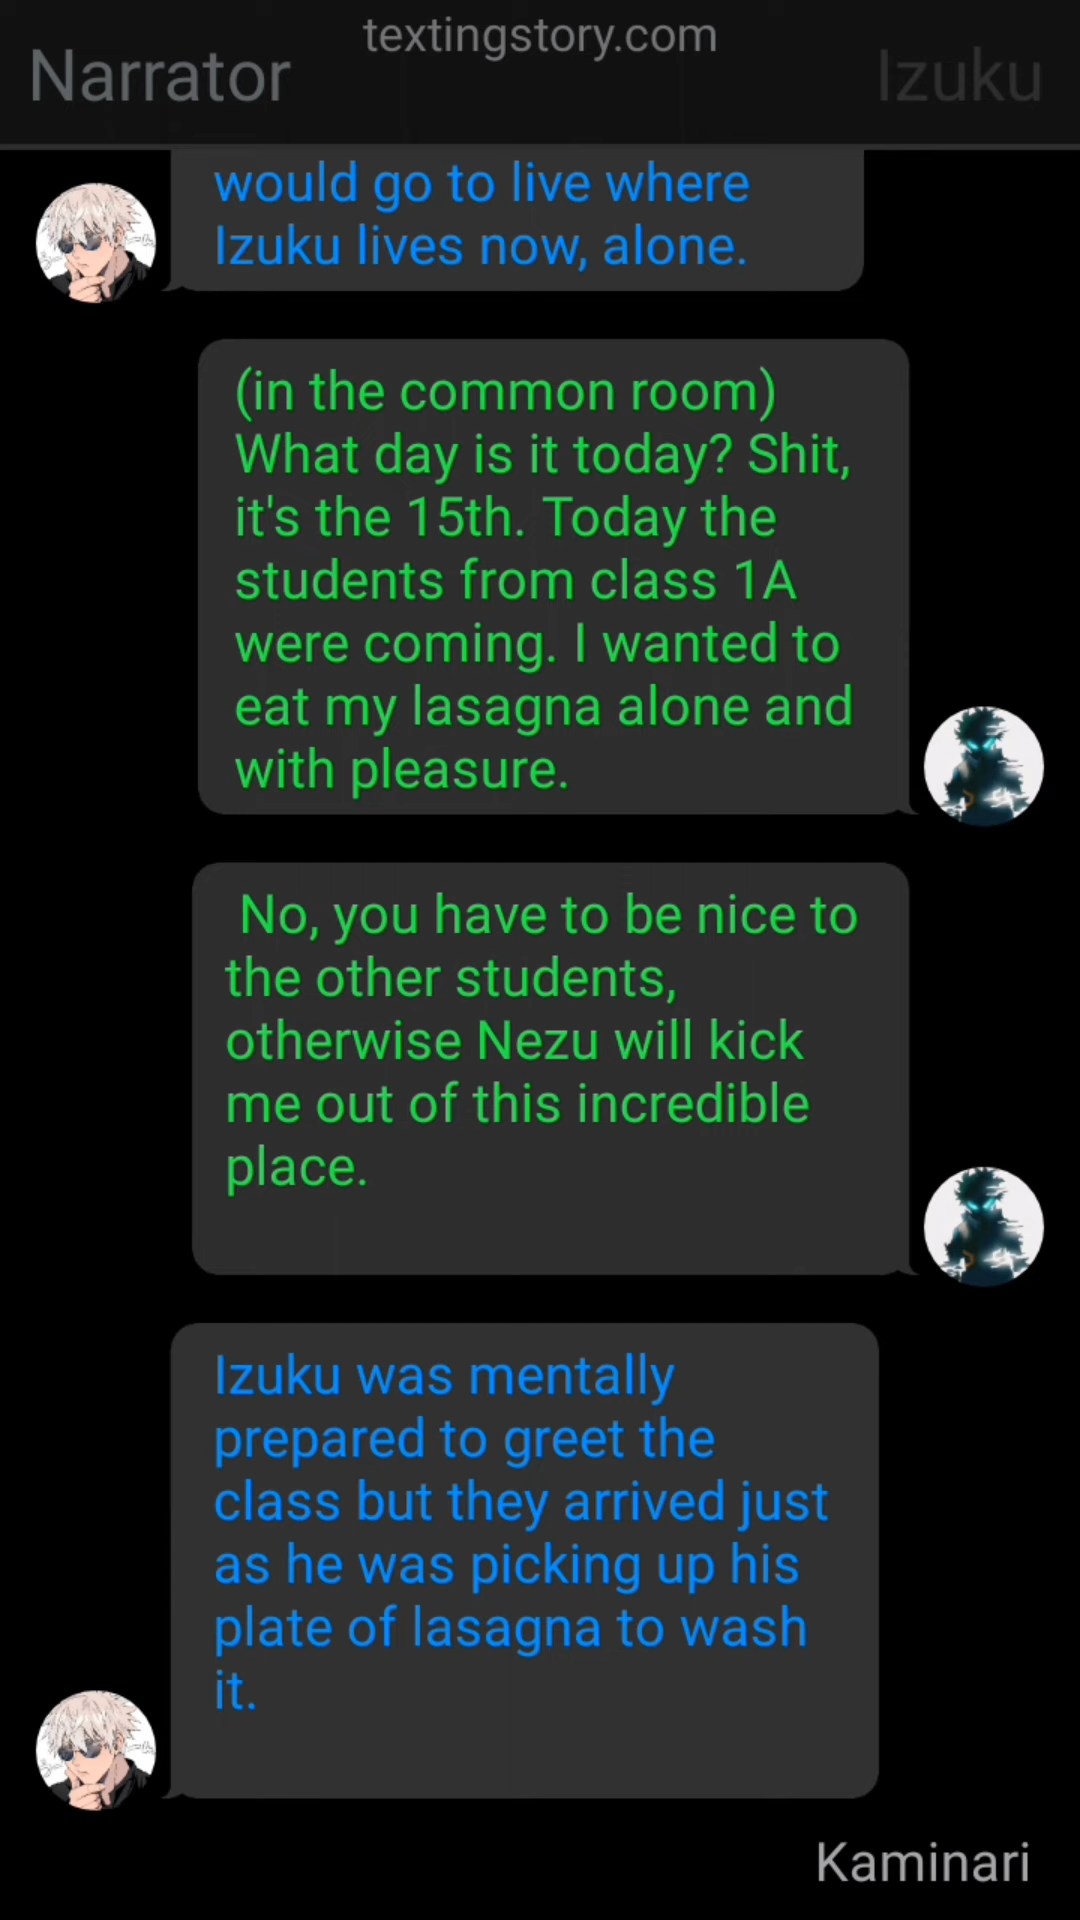 textingstory.com
Narrator
Izuku
would go to live where
Izuku lives now, alone.
(in the common room)
What day is it today? Shit,
it's the 15th. Today the
students from class 1A
were coming. I wanted to
eat my lasagna alone and
with pleasure.
No, you have to be nice to
the other students,
otherwise Nezu will kick
me out of this incredible
place.
Izuku was mentally
prepared to greet the
class but they arrived just
as he was picking up his
plate of lasagna to wash
it.
Kaminari